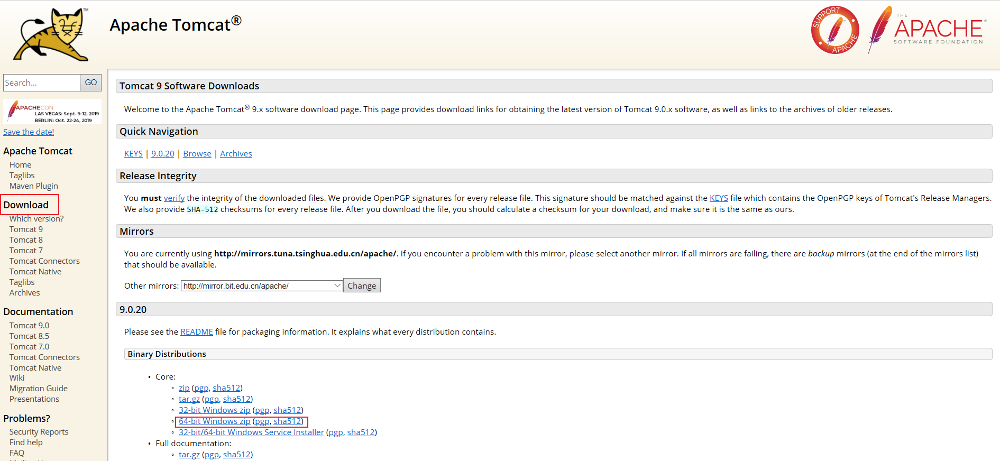 TM
Apache Tomcat®
SUPPORT
APACHE
THE
APACHE®
SOFTWARE FOUNDATION
Search...
GO
APACHECON
LAS VEGAS: Sept. 9-12, 2019
BERLIN: Oct. 22-24, 2019
Save the date!
Apache Tomcat
Home
Taglibs
Maven Plugin
Download
Which version?
Tomcat 9
Tomcat 8
Tomcat 7
Tomcat Connectors
Tomcat Native
Taglibs
Archives
Documentation
Tomcat 9.0
Tomcat 8.5
Tomcat 7.0
Tomcat Connectors
Tomcat Native
Wiki
Migration Guide
Presentations
Problems?
Security Reports
Find help
FAQ
Tomcat 9 Software Downloads
Welcome to the Apache Tomcat® 9.x software download page. This page provides download links for obtaining the latest version of Tomcat 9.0.x software, as well as links to the archives of older releases.
Quick Navigation
KEYS | 9.0.20 | Browse | Archives
Release Integrity
You must verify the integrity of the downloaded files. We provide OpenPGP signatures for every release file. This signature should be matched against the KEYS file which contains the OpenPGP keys of Tomcat's Release Managers.
We also provide SHA-512 checksums for every release file. After you download the file, you should calculate a checksum for your download, and make sure it is the same as ours.
Mirrors
You are currently using http://mirrors.tuna.tsinghua.edu.cn/apache/. If you encounter a problem with this mirror, please select another mirror. If all mirrors are failing, there are backup mirrors (at the end of the mirrors list)
that should be available.
Other mirrors: http://mirror.bit.edu.cn/apache/ Change
9.0.20
Please see the README file for packaging information. It explains what every distribution contains.
Binary Distributions
• Core:
◦ zip (pgp, sha512)
◦ tar.gz (pgp, sha512)
◦ 32-bit Windows zip (pgp, sha512)
◦ 64-bit Windows zip (pgp, sha512)
◦ 32-bit/64-bit Windows Service Installer (pgp, sha512)
• Full documentation:
◦ tar.gz (pgp, sha512)